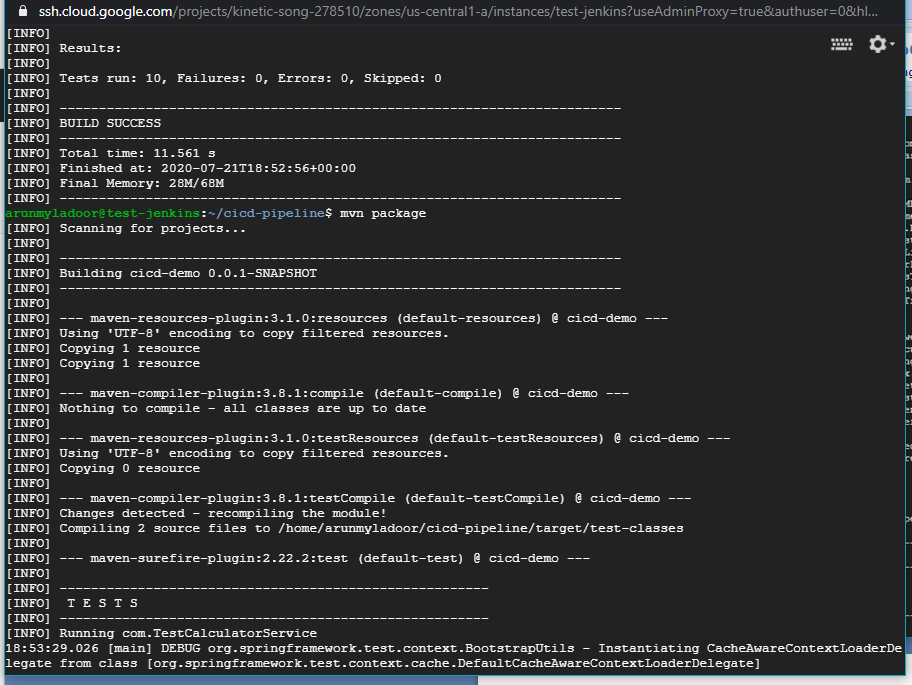 ssh.cloud.google.com/projects/kinetic-song-278510/zones/us-central1-a/instances/test-jenkins?useAdminProxy=true&authuser=0&hl...
[INFO]
[INFO] Results:
[INFO]
[INFO] Tests run: 10, Failures: 0, Errors: 0, Skipped: 0
[INFO]
[INFO] ------------------------------------------------------------------------
[INFO] BUILD SUCCESS
[INFO] ------------------------------------------------------------------------
[INFO] Total time: 11.561 s
[INFO] Finished at: 2020-07-21T18:52:56+00:00
[INFO] Final Memory: 28M/68M
[INFO] ------------------------------------------------------------------------
arunmyladoor@test-jenkins:~/cicd-pipeline$ mvn package
[INFO] Scanning for projects...
[INFO]
[INFO] ------------------------------------------------------------------------
[INFO] Building cicd-demo 0.0.1-SNAPSHOT
[INFO] ------------------------------------------------------------------------
[INFO]
[INFO] --- maven-resources-plugin:3.1.0:resources (default-resources) @ cicd-demo ---
[INFO] Using 'UTF-8' encoding to copy filtered resources.
[INFO] Copying 1 resource
[INFO] Copying 1 resource
[INFO]
[INFO] --- maven-compiler-plugin:3.8.1:compile (default-compile) @ cicd-demo ---
[INFO] Nothing to compile - all classes are up to date
[INFO]
[INFO] --- maven-resources-plugin:3.1.0:testResources (default-testResources) @ cicd-demo ---
[INFO] Using 'UTF-8' encoding to copy filtered resources.
[INFO] Copying 0 resource
[INFO]
[INFO] --- maven-compiler-plugin:3.8.1:testCompile (default-testCompile) @ cicd-demo ---
[INFO] Changes detected - recompiling the module!
[INFO] Compiling 2 source files to /home/arunmyladoor/cicd-pipeline/target/test-classes
[INFO]
[INFO] --- maven-surefire-plugin:2.22.2:test (default-test) @ cicd-demo ---
[INFO]
[INFO] -------------------------------------------------------
[INFO]  T E S T S
[INFO] -------------------------------------------------------
[INFO] Running com.TestCalculatorService
18:53:29.026 [main] DEBUG org.springframework.test.context.BootstrapUtils - Instantiating CacheAwareContextLoaderDe
legate from class [org.springframework.test.context.cache.DefaultCacheAwareContextLoaderDelegate]